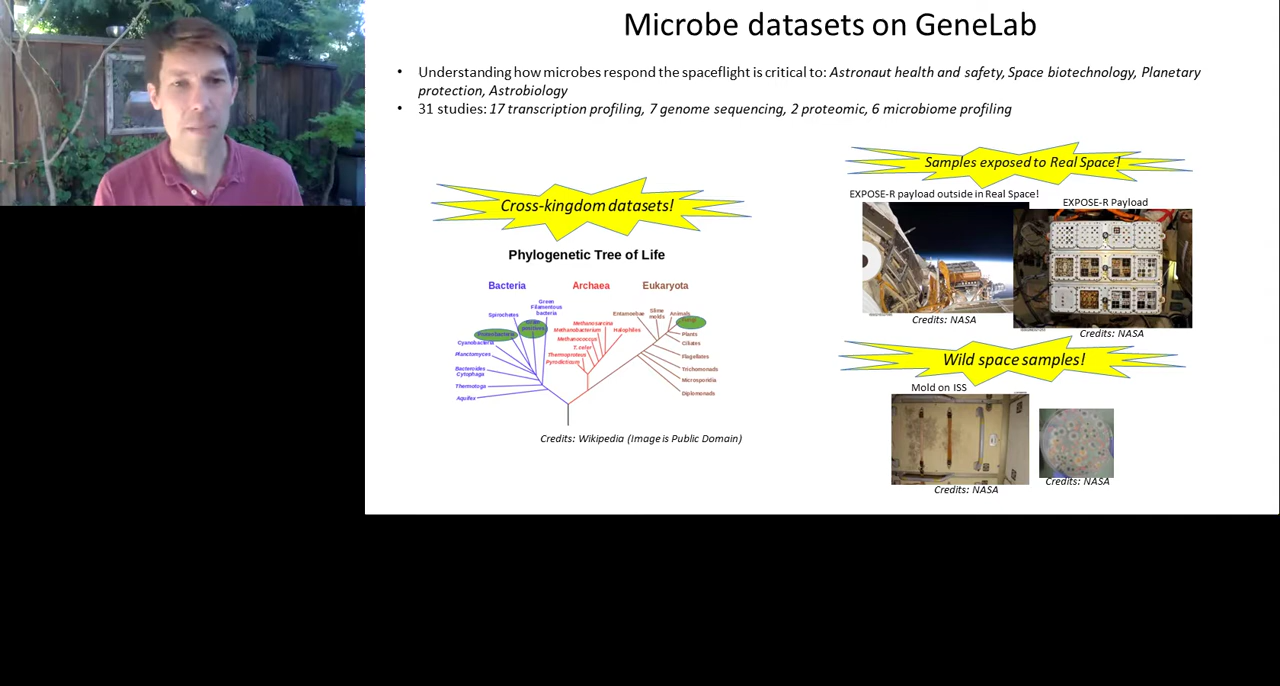 Microbe datasets on GeneLab
• Understanding how microbes respond the spaceflight is critical to: Astronaut health and safety, Space biotechnology, Planetary
protection, Astrobiology
• 31 studies: 17 transcription profiling, 7 genome sequencing, 2 proteomic, 6 microbiome profiling
Cross-kingdom datasets!
Phylogenetic Tree of Life
Bacteria Archaea Eukaryota
Green
Filamentous
bacteria
Spirochetes
Gram
positives
Proteobacteria
Cyanobacteria
Planctomyces
Bacteroides
Cytophaga
Thermotoga
Aquifex
Methanosarcina
Methanobacterium
Halophiles
Methanococcus
T. celer
Thermoproteus
Pyrodicticum
Entamoebae
Slime
molds
Animals
Fungi
Plants
Ciliates
Flagellates
Trichomonads
Microsporidia
Diplomonads
Credits: Wikipedia (Image is Public Domain)
Samples exposed to Real Space!
EXPOSE-R payload outside in Real Space!
EXPOSE-R Payload
Credits: NASA
Credits: NASA
Wild space samples!
Mold on ISS
Credits: NASA
Credits: NASA